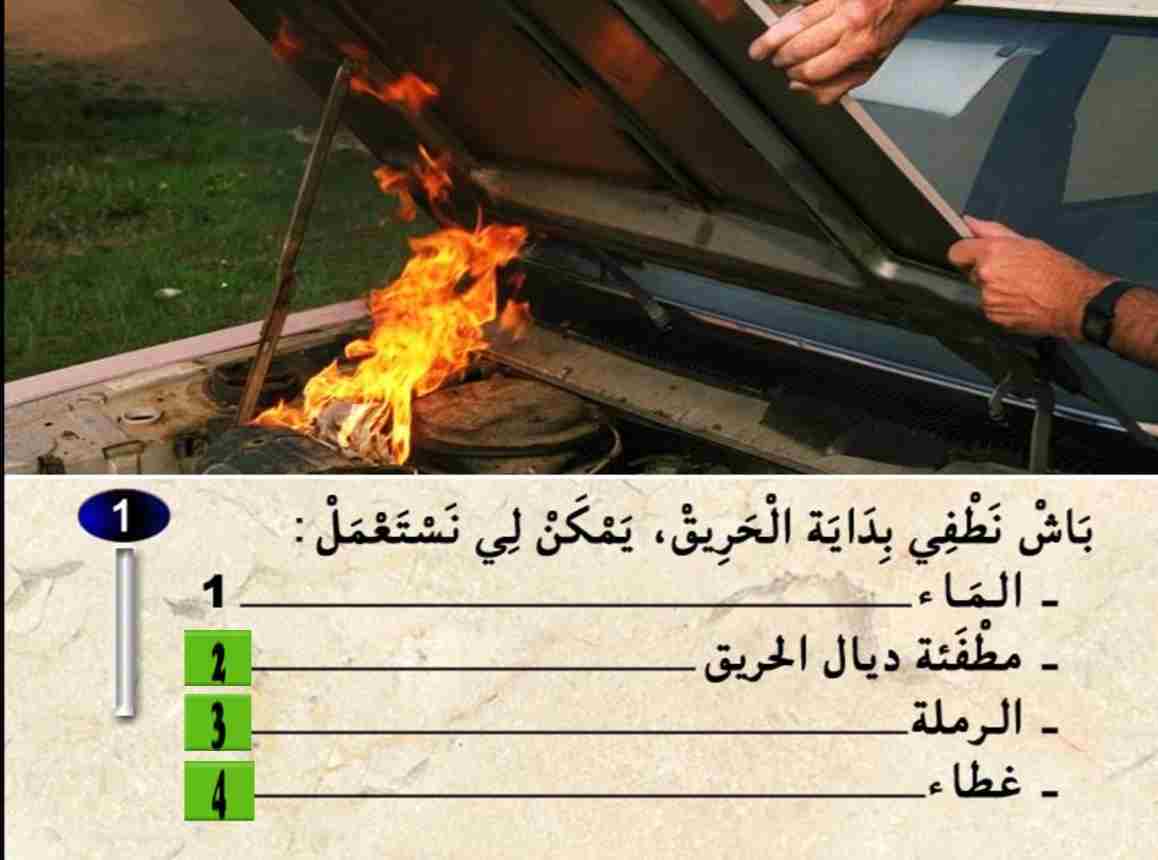 1
بَاشْ نَطْفِي بِدَايَة الْحَرِيقْ، يَمْكَنْ لِي نَسْتَعْمَلْ :
ـ المَاء 1
ـ مطْفَئة ديال الحريق 2
ـ الرملة 3
ـ غطاء 4